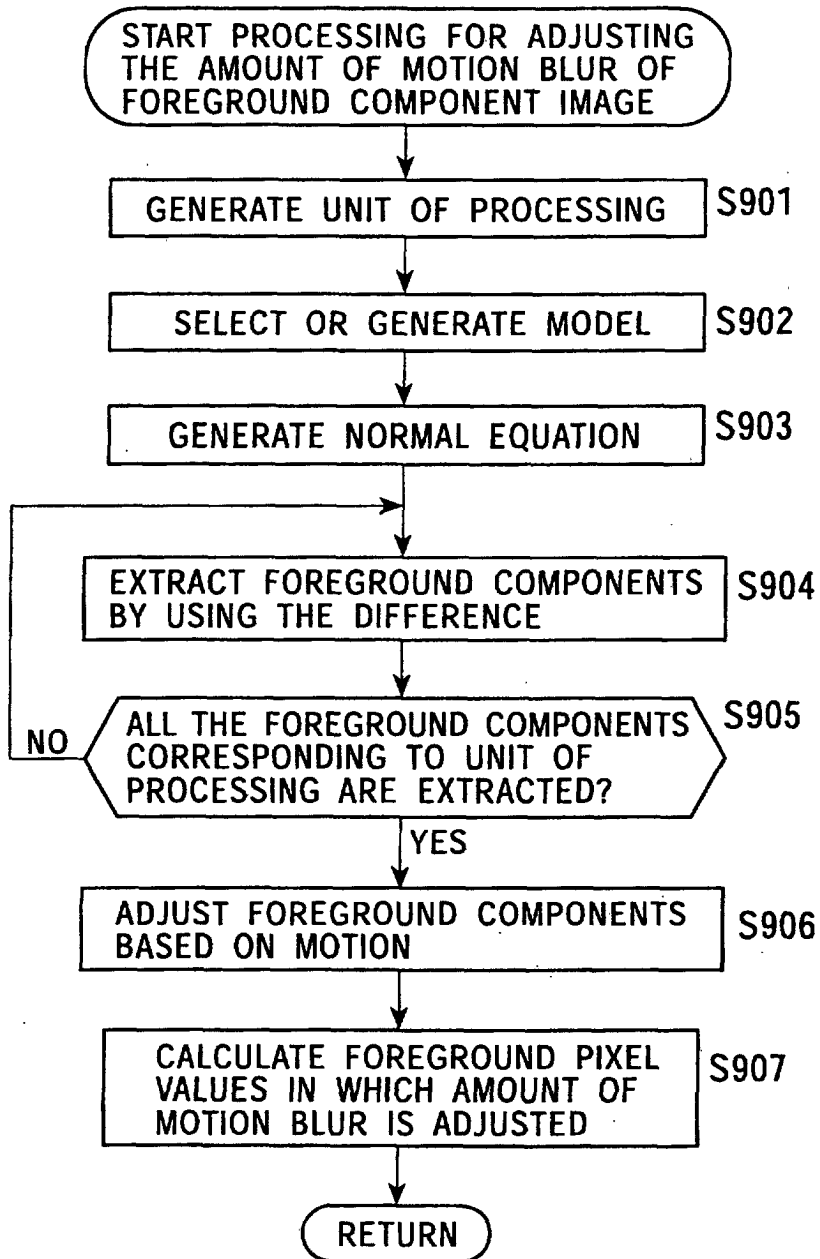 START PROCESSING FOR ADJUSTING
THE AMOUNT OF MOTION BLUR OF
FOREGROUND COMPONENT IMAGE
GENERATE UNIT OF PROCESSING
S901
SELECT OR GENERATE MODEL
S902
GENERATE NORMAL EQUATION
S903
EXTRACT FOREGROUND COMPONENTS
BY USING THE DIFFERENCE
S904
ALL THE FOREGROUND COMPONENTS
CORRESPONDING TO UNIT OF
PROCESSING ARE EXTRACTED?
S905
NO
YES
ADJUST FOREGROUND COMPONENTS
BASED ON MOTION
S906
CALCULATE FOREGROUND PIXEL
VALUES IN WHICH AMOUNT OF
MOTION BLUR IS ADJUSTED
S907
RETURN